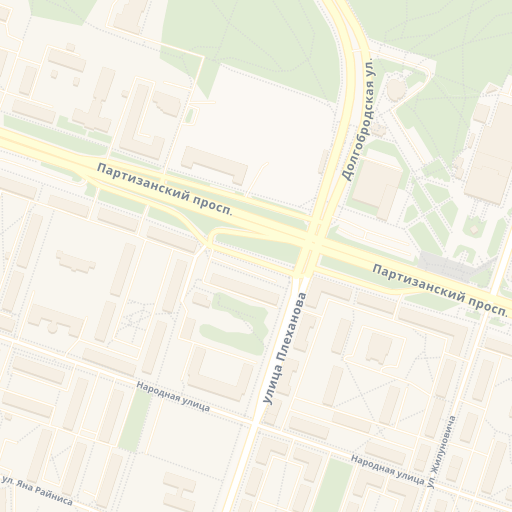 Долгобродская ул.
Партизанский просп.
Партизанский просп.
улица Плеханова
Народная улица
Народная улица
ул. Жилуновича
ул. Яна Райниса